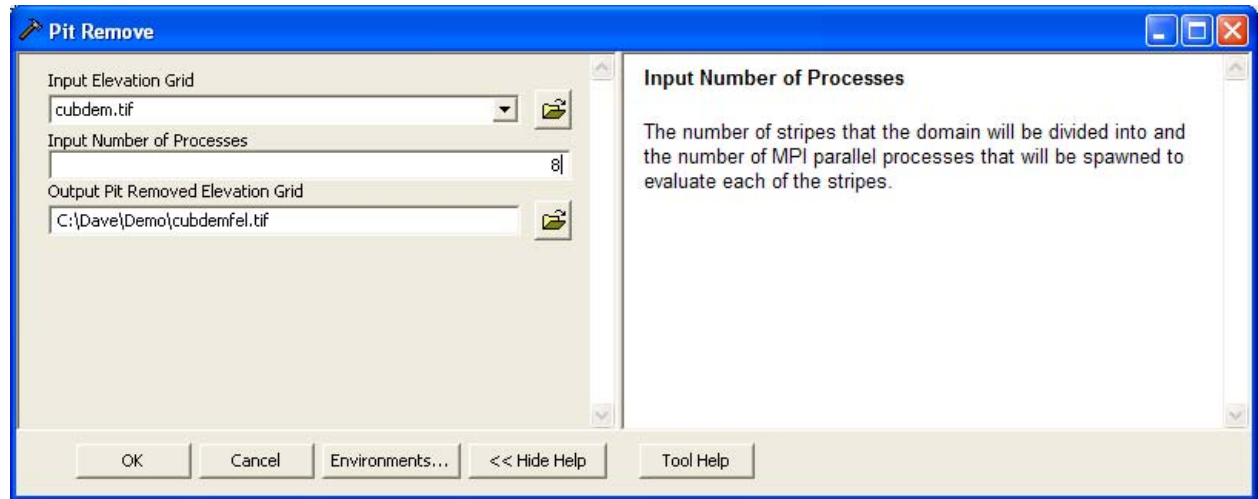 Pit Remove
Input Elevation Grid
cubdem.tif
Input Number of Processes
8
Output Pit Removed Elevation Grid
C:\Dave\Demo\cubdemfel.tif
Input Number of Processes
The number of stripes that the domain will be divided into and
the number of MPI parallel processes that will be spawned to
evaluate each of the stripes.
OK
Cancel
Environments...
<< Hide Help
Tool Help